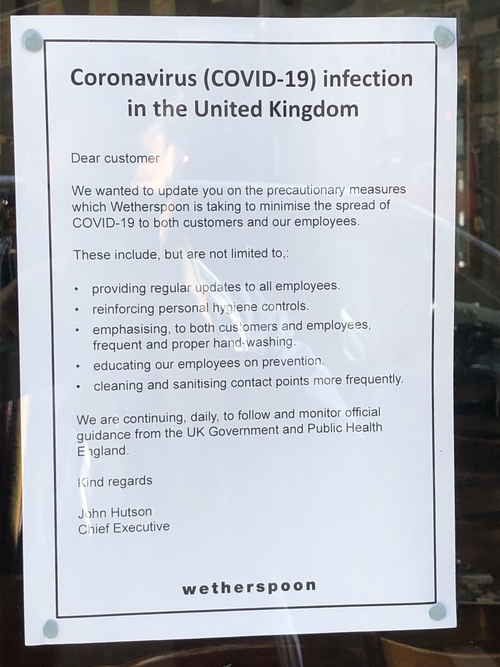 Coronavirus (COVID-19) infection
in the United Kingdom
Dear customer
We wanted to update you on the precautionary measures
which Wetherspoon is taking to minimise the spread of
COVID-19 to both customers and our employees.
These include, but are not limited to,:
• providing regular updates to all employees.
• reinforcing personal hygiene controls.
• emphasising, to both customers and employees,
frequent and proper hand-washing.
• educating our employees on prevention.
• cleaning and sanitising contact points more frequently.
We are continuing, daily, to follow and monitor official
guidance from the UK Government and Public Health
England.
Kind regards
John Hutson
Chief Executive
wetherspoon